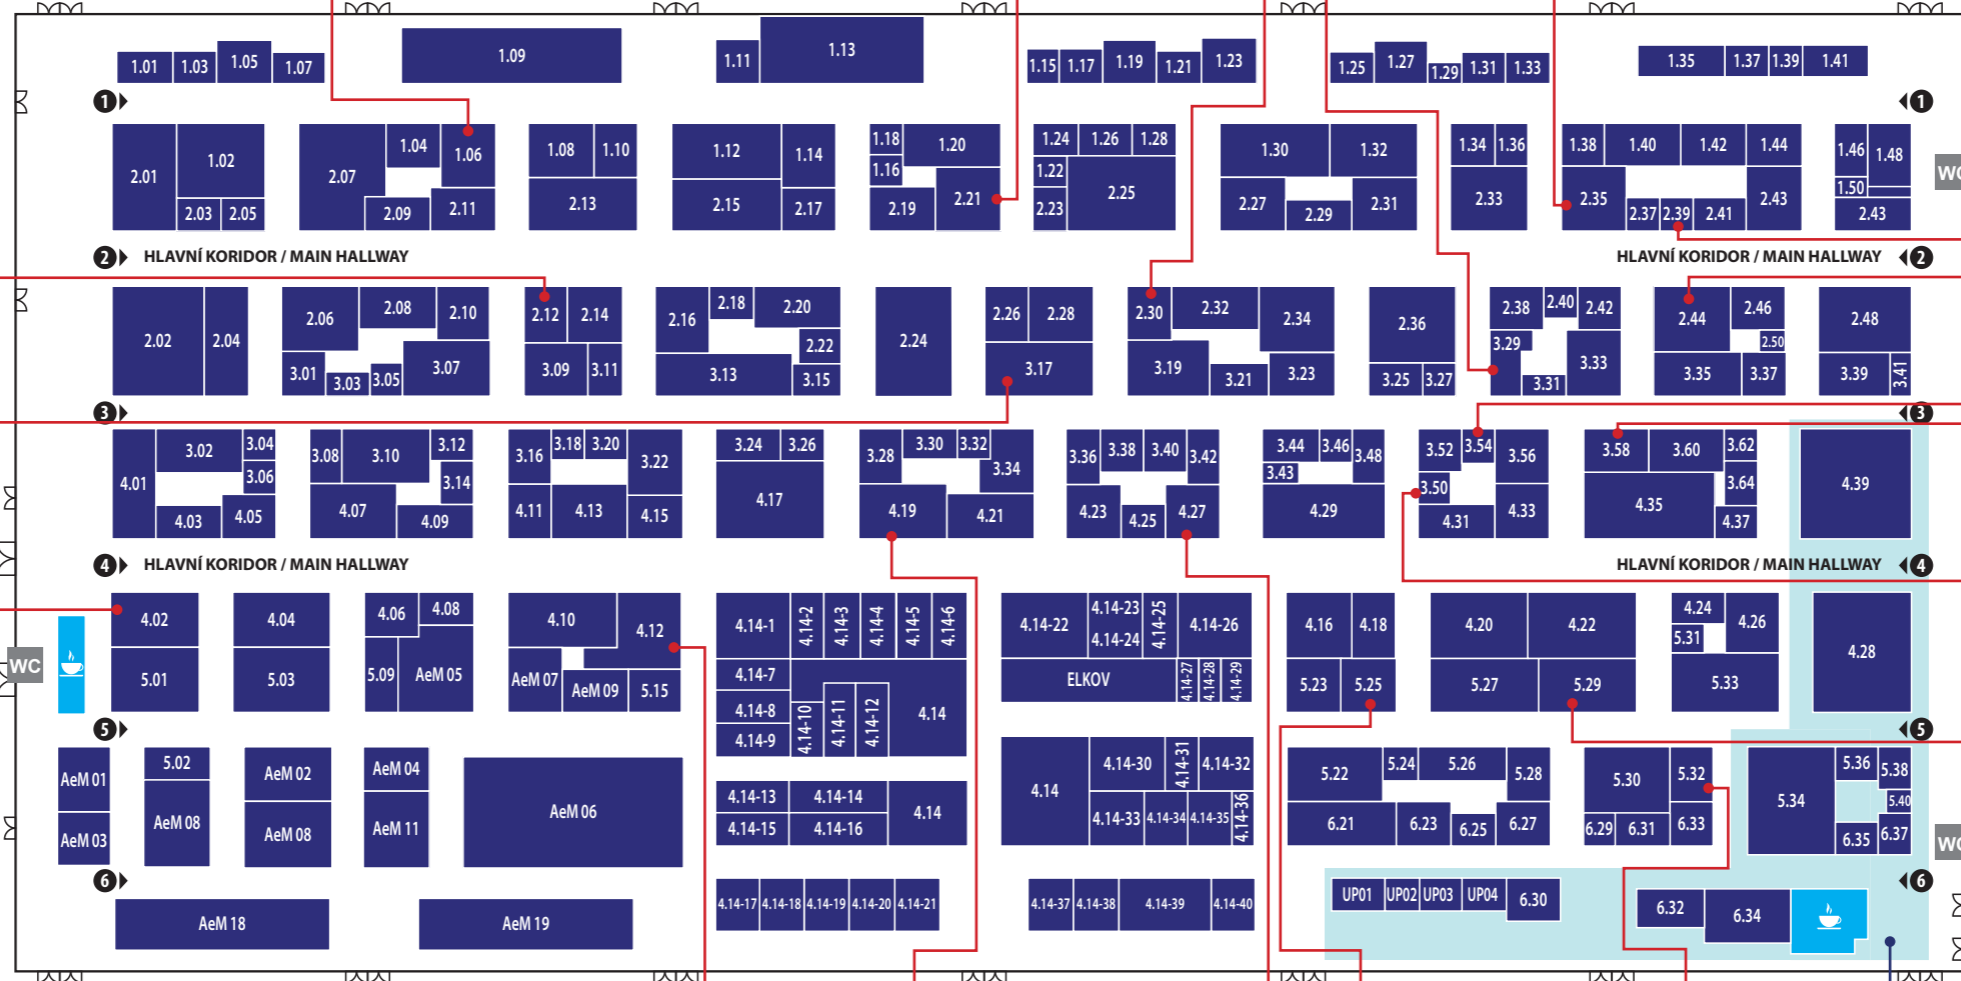 1.01 1.03 1.05 1.07 1.09 1.11 1.13 1.15 1.17 1.19 1.21 1.23 1.25 1.27 1.29 1.31 1.33 1.35 1.37 1.39 1.41
1 1
2.01 1.02 2.03 2.05 2.07 1.04 1.06 2.09 2.11 1.08 1.10 2.13 1.12 1.14 2.15 2.17 1.18 1.20 1.16 2.19 2.21 1.24 1.26 1.28 1.22 2.25 2.23 1.30 1.32 2.27 2.29 2.31 1.34 1.36 2.33 1.38 1.40 1.42 1.44 2.35 2.37 2.39 2.41 2.43 1.46 1.48 1.50 2.43
WC
2 HLAVNÍ KORIDOR / MAIN HALLWAY HLAVNÍ KORIDOR / MAIN HALLWAY 2
2.02 2.04 2.06 2.08 2.10 3.01 3.03 3.05 3.07 2.12 2.14 3.09 3.11 2.16 2.18 2.20 2.22 3.13 3.15 2.24 2.26 2.28 3.17 2.30 2.32 2.34 3.19 3.21 3.23 2.36 3.25 3.27 2.38 2.40 2.42 3.29 3.31 3.33 2.44 2.46 2.50 3.35 3.37 2.48 3.39 3.41
3 3
4.01 3.02 3.04 3.06 4.03 4.05 3.08 3.10 3.12 3.14 4.07 4.09 3.16 3.18 3.20 3.22 4.11 4.13 4.15 3.24 3.26 4.17 3.28 3.30 3.32 3.34 4.19 4.21 3.36 3.38 3.40 3.42 4.23 4.25 4.27 3.44 3.46 3.48 3.43 4.29 3.52 3.54 3.56 3.50 4.31 4.33 3.58 3.60 3.62 3.64 4.35 4.37 4.39
4 HLAVNÍ KORIDOR / MAIN HALLWAY HLAVNÍ KORIDOR / MAIN HALLWAY 4
WC
4.02 5.01 4.04 5.03 4.06 4.08 5.09 AeM 05 4.10 4.12 AeM 07 AeM 09 5.15
4.14-1 4.14-2 4.14-3 4.14-4 4.14-5 4.14-6 4.14-7 4.14-8 4.14-9 4.14-10 4.14-11 4.14-12 4.14
4.14-22 4.14-23 4.14-24 4.14-25 4.14-26 ELKOV 4.14-27 4.14-28 4.14-29
4.16 4.18 5.23 5.25 4.20 4.22 5.27 5.29 4.24 4.26 5.31 5.33 4.28
5 5
AeM 01 AeM 03 5.02 AeM 08 AeM 02 AeM 08 AeM 04 AeM 11 AeM 06
4.14-13 4.14-14 4.14-15 4.14-16 4.14
4.14 4.14-30 4.14-31 4.14-32 4.14-33 4.14-34 4.14-35 4.14-36
5.22 5.24 5.26 5.28 6.21 6.23 6.25 6.27 5.30 5.32 6.29 6.31 6.33 5.34 5.36 5.38 5.40 6.35 6.37
WC
6 6
AeM 18 AeM 19 4.14-17 4.14-18 4.14-19 4.14-20 4.14-21 4.14-37 4.14-38 4.14-39 4.14-40 UP01 UP02 UP03 UP04 6.30 6.32 6.34